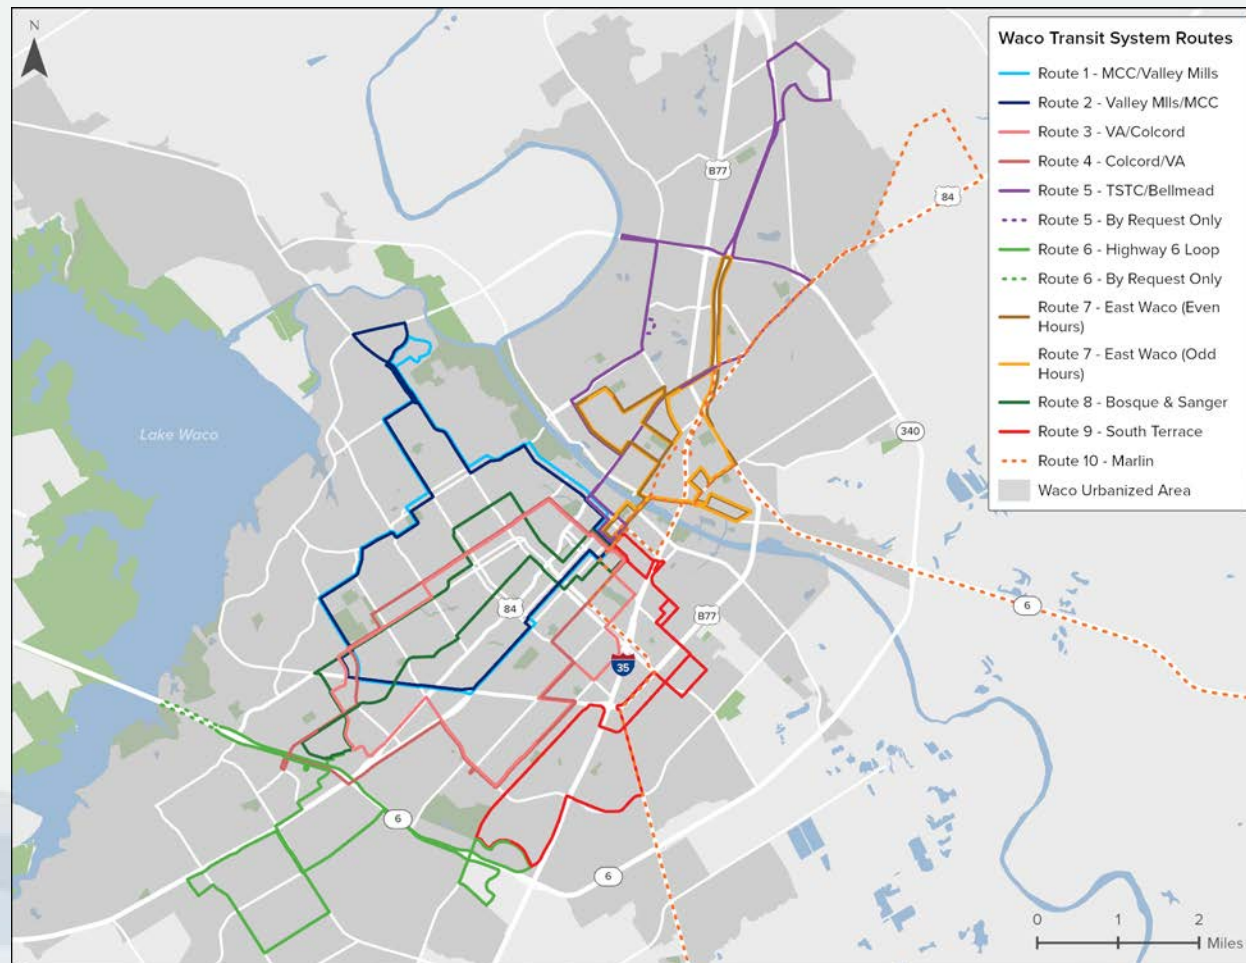 N
Waco Transit System Routes
Route 1 - MCC/Valley Mills
Route 2 - Valley Mlls/MCC
Route 3 - VA/Colcord
Route 4 - Colcord/VA
Route 5 - TSTC/Bellmead
Route 5 - By Request Only
Route 6 - Highway 6 Loop
Route 6 - By Request Only
Route 7 - East Waco (Even
Hours)
Route 7 - East Waco (Odd
Hours)
Route 8 - Bosque & Sanger
Route 9 - South Terrace
Route 10 - Marlin
Waco Urbanized Area
B77
84
Lake Waco
340
84
6
B77
35
6
6
0 1 2
Miles